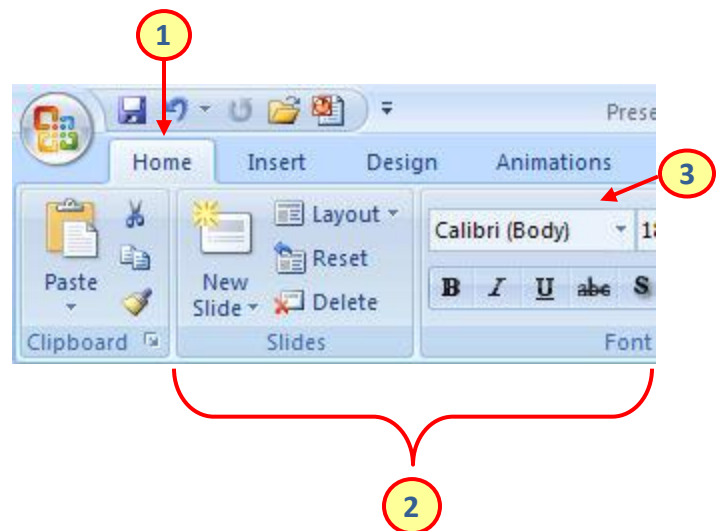 1
Prese
Home Insert Design Animations
3
Layout
Calibri (Body) 18
Reset
Paste New Slide
B I U abc S
Delete
Clipboard Slides Font
2